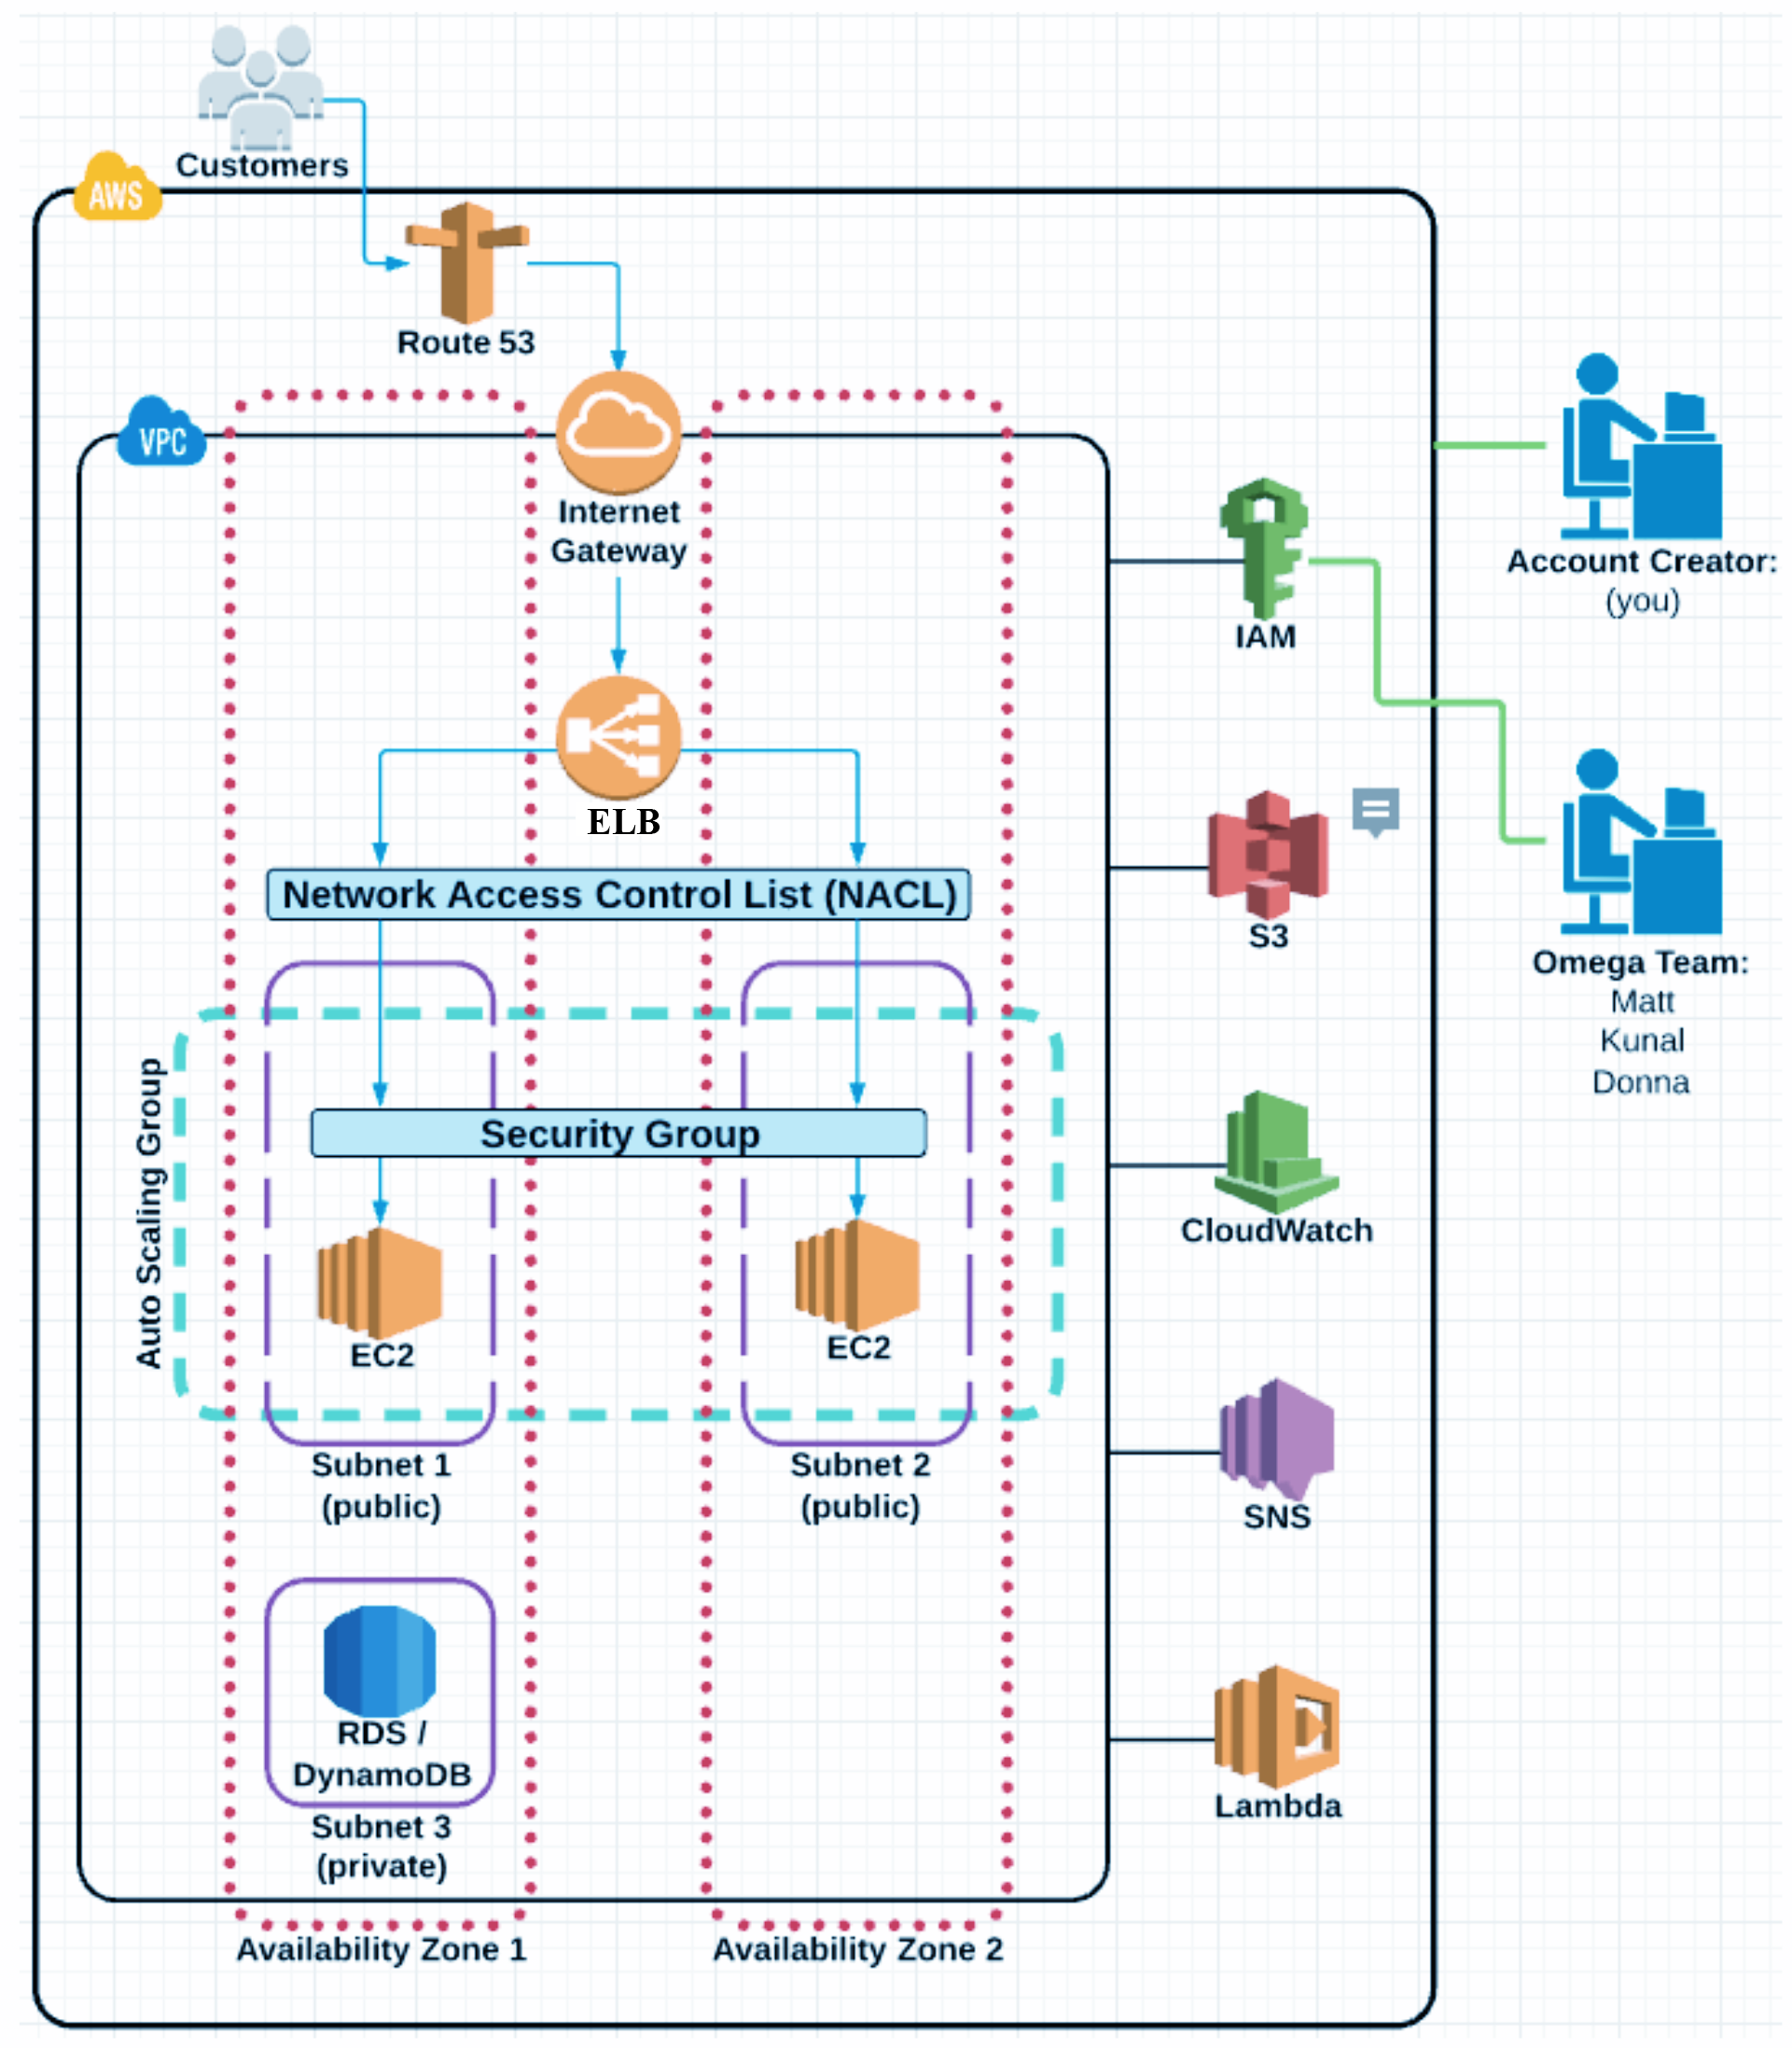 Customers
AWS
Route 53
VPC
Internet
Gateway
Account Creator:
(you)
IAM
ELB
Network Access Control List (NACL)
S3
Omega Team:
Matt
Kunal
Donna
Auto Scaling Group
Security Group
CloudWatch
EC2
EC2
Subnet 1
(public)
Subnet 2
(public)
SNS
RDS /
DynamoDB
Subnet 3
(private)
Lambda
Availability Zone 1
Availability Zone 2